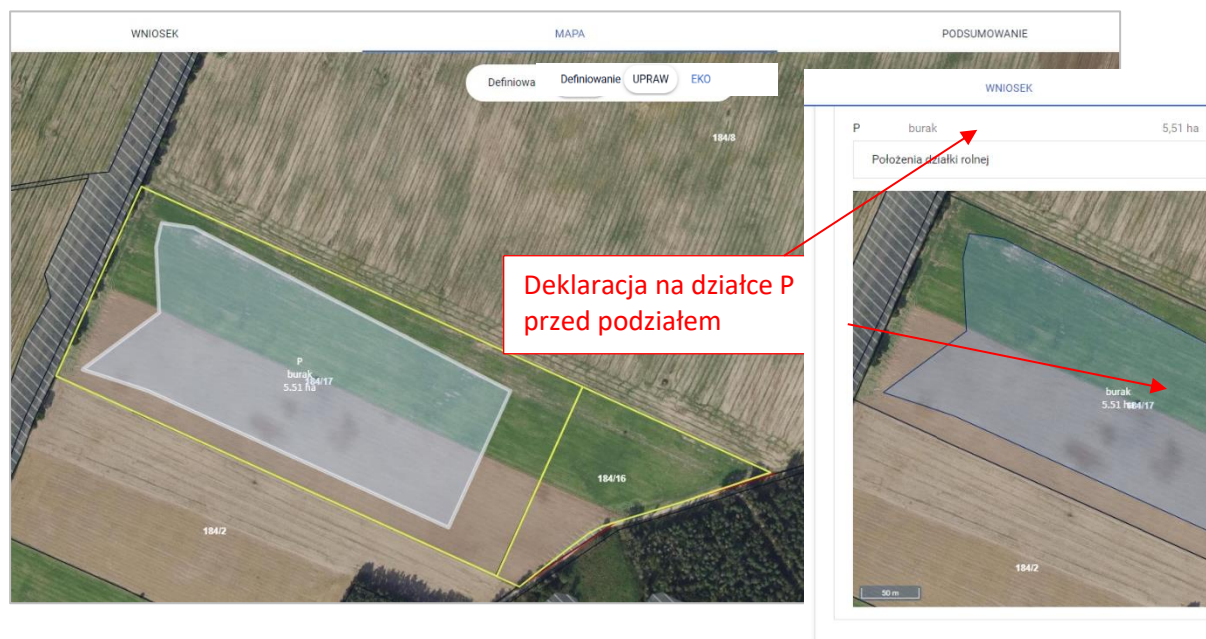 WNIOSEK
MAPA
PODSUMOWANIE
Definiowa
Definiowanie
UPRAW
EKO
184/8
P
burak
5.51 ha
184/17
184/16
184/2
Deklaracja na działce P
przed podziałem
WNIOSEK
P burak 5,51 ha
Położenia działki rolnej
burak
5.51 ha
184/17
184/2
50 m